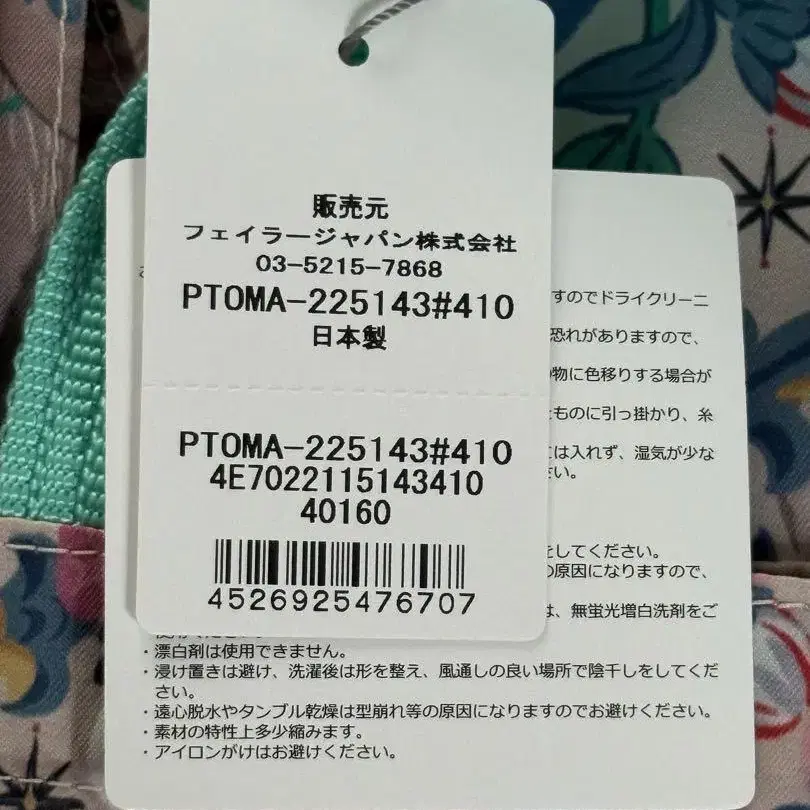 販売元
フェイラージャパン株式会社
03-5215-7868
PTOMA-225143#410
日本製
PTOMA-225143#410
4E7022115143410
40160
4526925476707
すのでドライクリーニ
恐れがありますので、
物に色移りする場合が
ものに引っ掛かり、糸
は入れず、湿気が少な
い。
をしてください。
の原因になりますので、
は、無蛍光増白洗剤をご
・漂白剤は使用できません。
・浸け置きは避け、洗濯後は形を整え、風通しの良い場所で陰干しをしてくだ
さい。
・遠心脱水やタンブル乾燥は型崩れ等の原因になりますのでお避けください。
・素材の特性上多少縮みます。
・アイロンがけはお避けください。